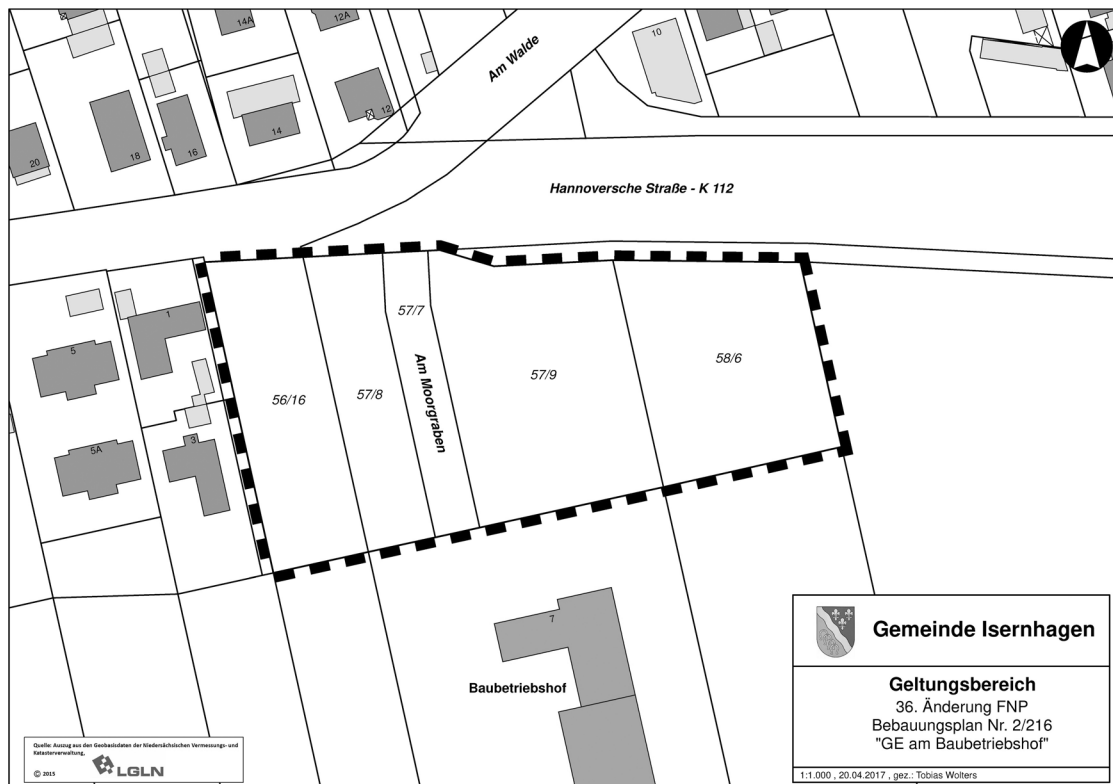 14A
12A
10
Am Walde
12
14
16
18
20
Hannoversche Straße - K 112
1
57/7
5
58/6
57/9
56/16
57/8
Am Moorgraben
3
5A
7
Baubetriebshof
Gemeinde Isernhagen
Geltungsbereich
36. Änderung FNP
Bebauungsplan Nr. 2/216
"GE am Baubetriebshof"
1:1.000 , 20.04.2017 , gez.: Tobias Wolters
Quelle: Auszug aus den Geobasisdaten der Niedersächsischen Vermessungs- und
Katasterverwaltung,
© 2015
LGLN